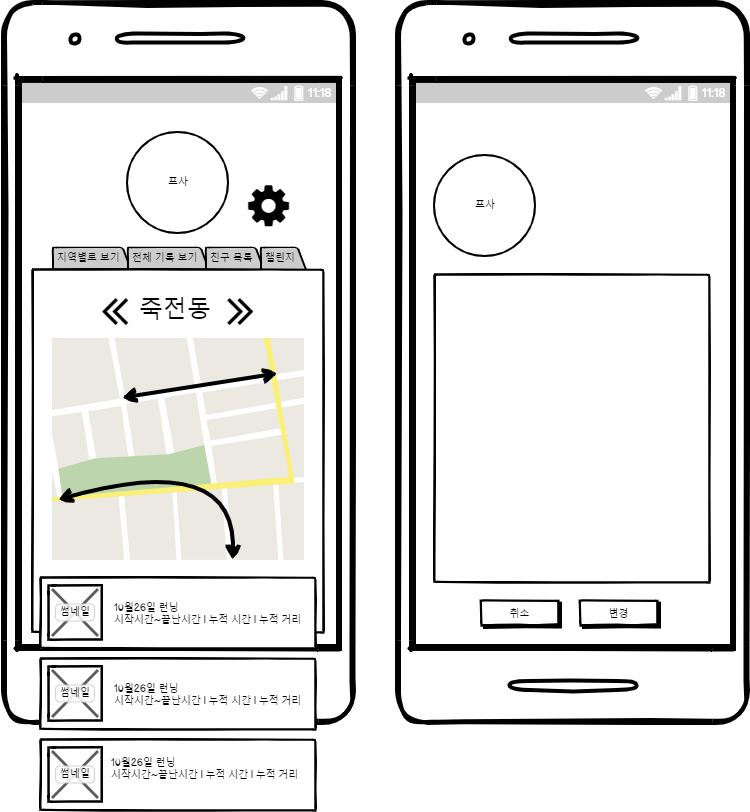 11:18
프사
지역별로 보기 전체 기록 보기 친구 목록 챌린지
죽전동
썸네일
10월26일 런닝
시작시간~끝난시간 I 누적 시간 I 누적 거리
썸네일
10월26일 런닝
시작시간~끝난시간 I 누적 시간 I 누적 거리
썸네일
10월26일 런닝
시작시간~끝난시간 I 누적 시간 I 누적 거리
11:18
프사
취소 변경